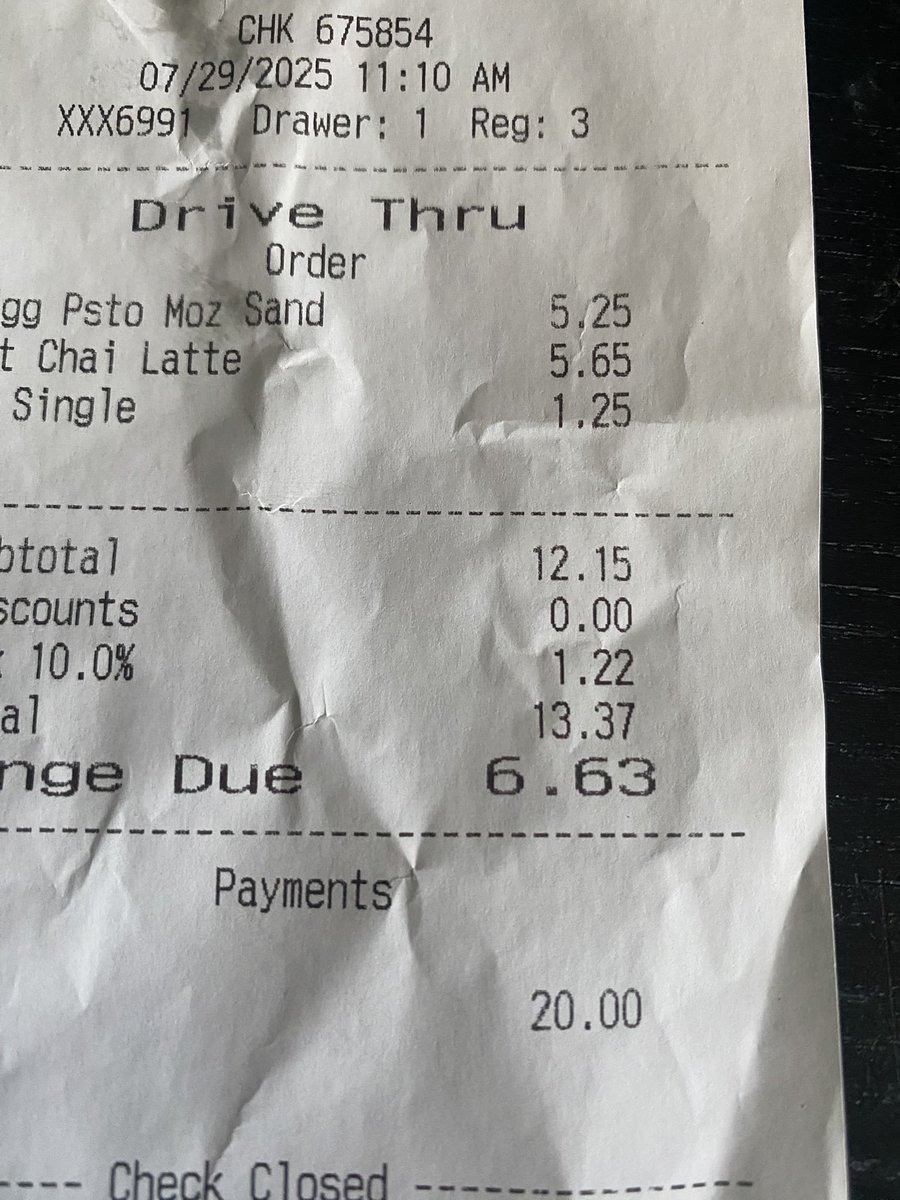 CHK 675854
07/29/2025 11:10 AM
XXX6991 Drawer: 1 Reg: 3
Drive Thru
Order
gg Psto Moz Sand 5.25
t Chai Latte 5.65
Single 1.25
btotal 12.15
scounts 0.00
10.0% 1.22
al 13.37
nge Due 6.63
Payments
20.00
---- Check Closed ----------------